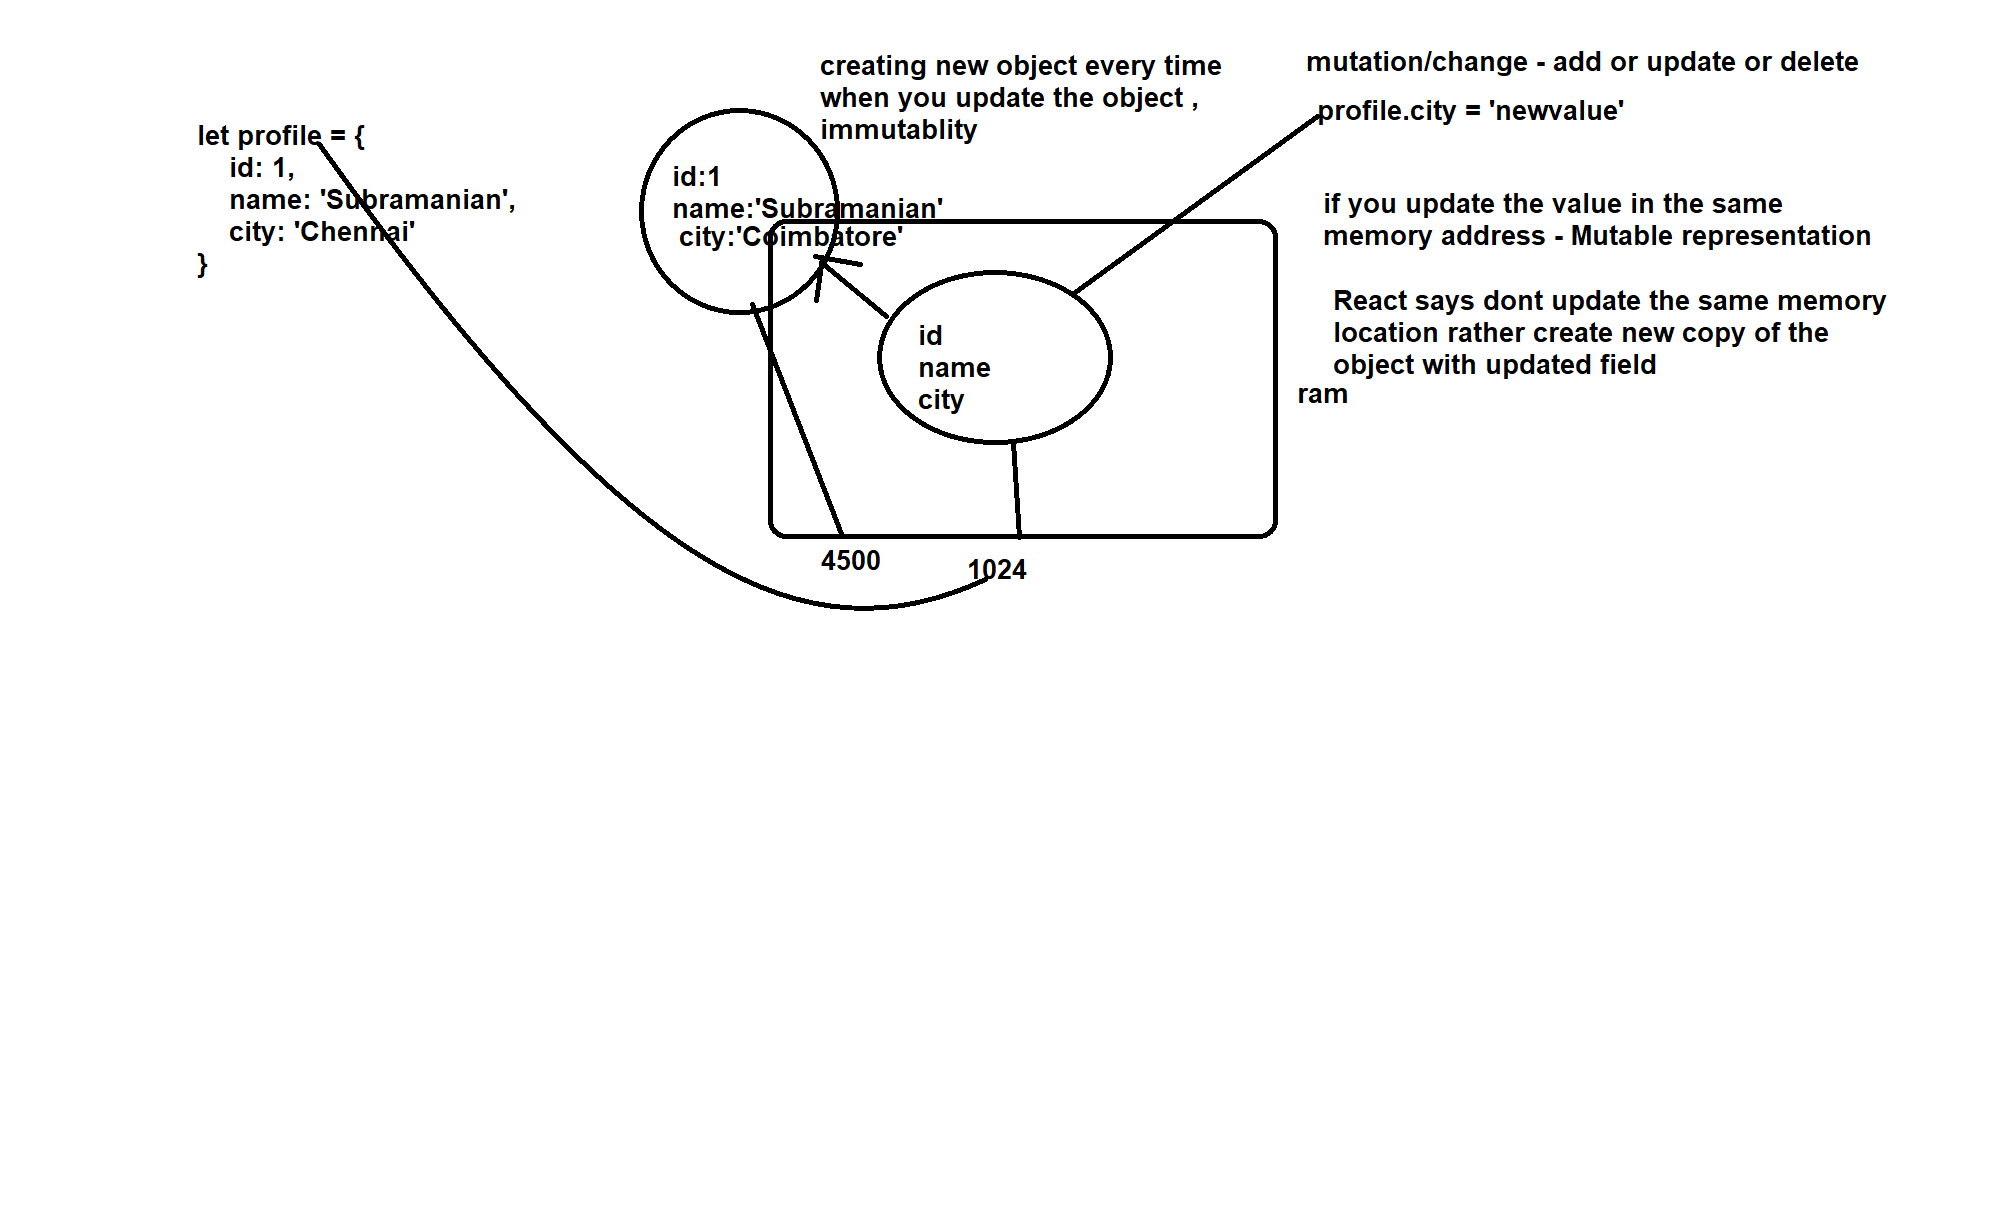 let profile = {
id: 1,
name: 'Subramanian',
city: 'Chennai'
}
creating new object every time
when you update the object ,
immutablity
id:1
name:'Subramanian'
city:'Coimbatore'
id
name
city
4500
1024
mutation/change - add or update or delete
profile.city = 'newvalue'
if you update the value in the same
memory address - Mutable representation
React says dont update the same memory
location rather create new copy of the
object with updated field
ram